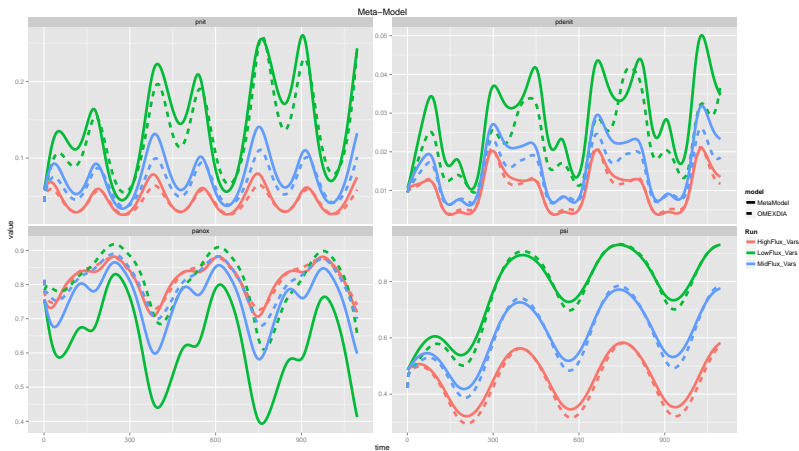 Meta−Model
pnit
pdenit
0.2
0.1
0.05
0.04
0.03
0.02
0.01
value
panox
psi
0.9
0.8
0.7
0.6
0.5
0.4
0.8
0.6
0.4
0
300
600
900
0
300
600
900
time
model
MetaModel
OMEXDIA
Run
HighFlux_Vars
LowFlux_Vars
MidFlux_Vars